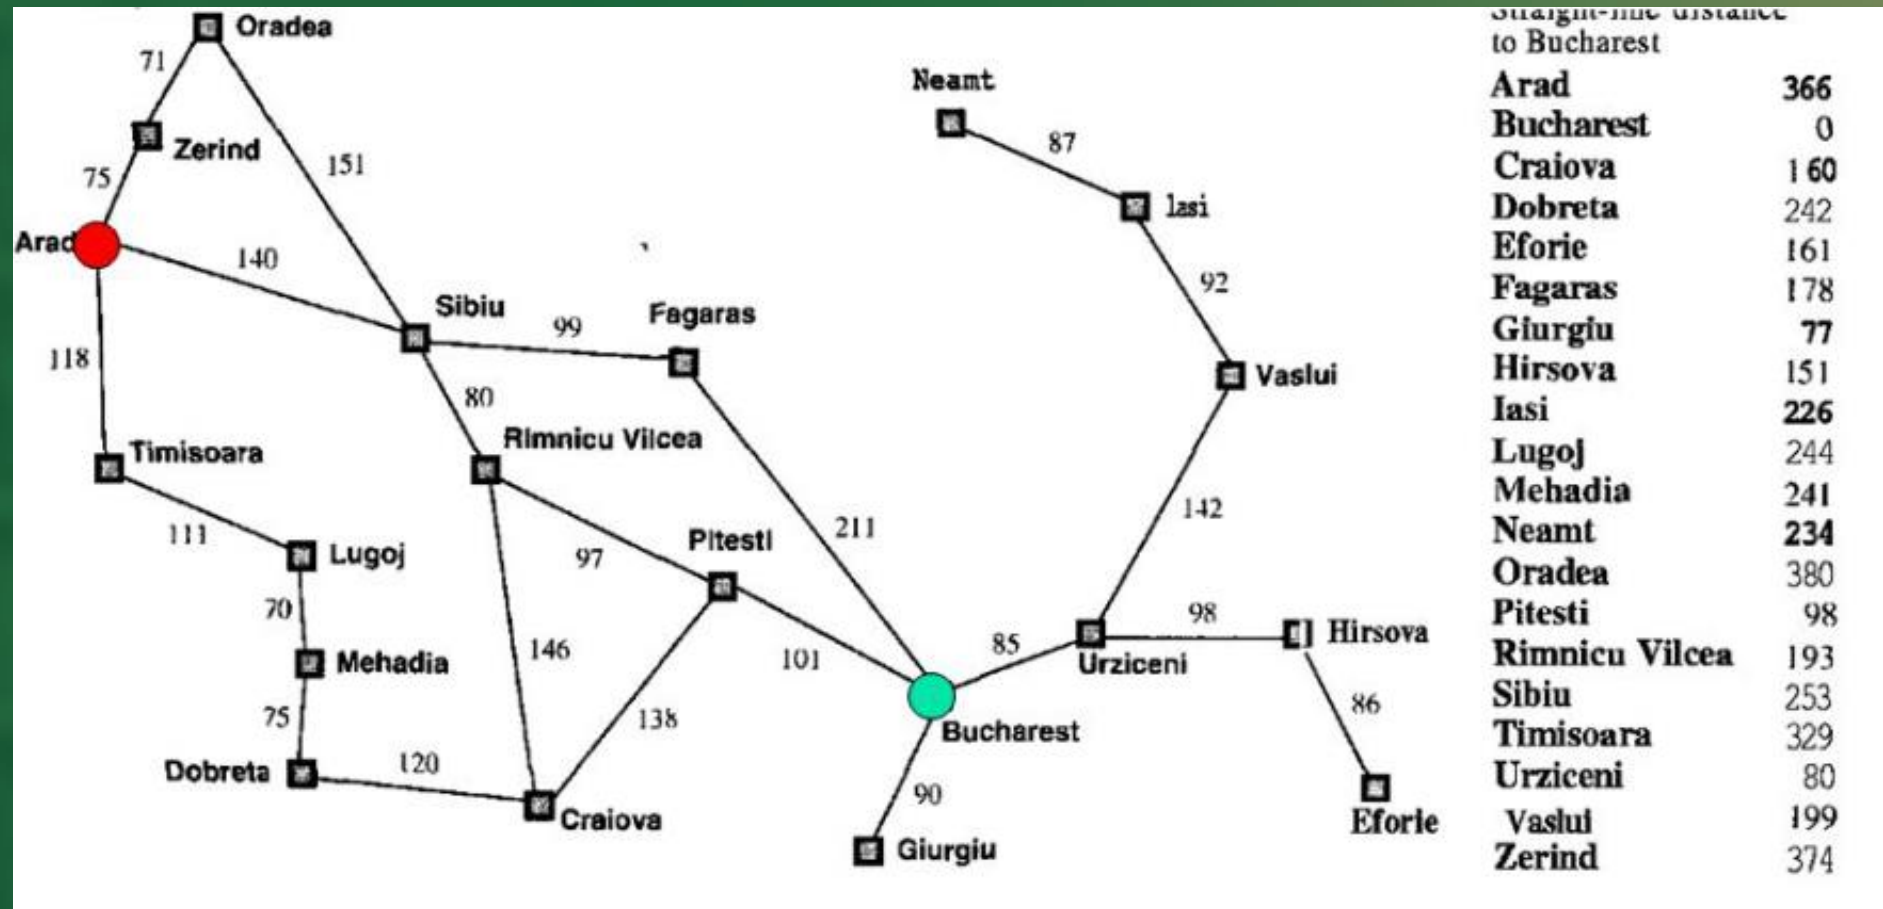 Oradea
71
Zerind
75
151
Arad
140
118
Sibiu
99
Fagaras
80
Rimnicu Vilcea
Timisoara
111
Lugoj
70
Mehadia
75
Dobreta
120
Craiova
146
97
Pitesti
138
101
211
Bucharest
90
Giurgiu
85
Urziceni
98
Hirsova
86
Eforie
142
Vaslui
92
Iasi
87
Neamt
Straight-line distance
to Bucharest
Arad 366
Bucharest 0
Craiova 160
Dobreta 242
Eforie 161
Fagaras 178
Giurgiu 77
Hirsova 151
Iasi 226
Lugoj 244
Mehadia 241
Neamt 234
Oradea 380
Pitesti 98
Rimnicu Vilcea 193
Sibiu 253
Timisoara 329
Urziceni 80
Vaslui 199
Zerind 374